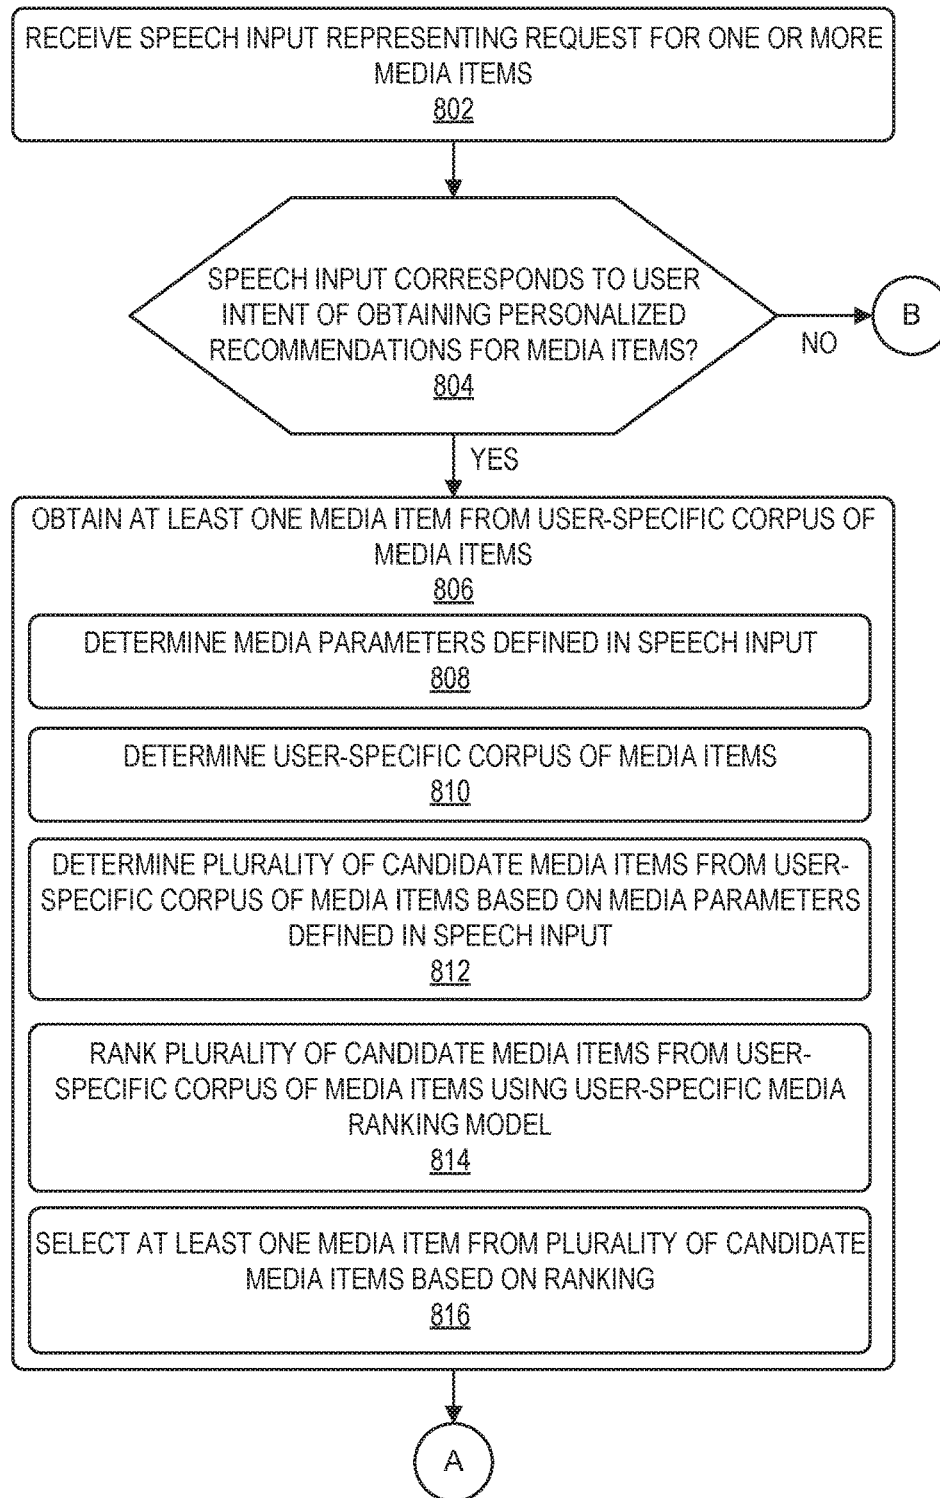 RECEIVE SPEECH INPUT REPRESENTING REQUEST FOR ONE OR MORE
MEDIA ITEMS
802
SPEECH INPUT CORRESPONDS TO USER
INTENT OF OBTAINING PERSONALIZED
RECOMMENDATIONS FOR MEDIA ITEMS?
804
NO
B
YES
OBTAIN AT LEAST ONE MEDIA ITEM FROM USER-SPECIFIC CORPUS OF
MEDIA ITEMS
806
DETERMINE MEDIA PARAMETERS DEFINED IN SPEECH INPUT
808
DETERMINE USER-SPECIFIC CORPUS OF MEDIA ITEMS
810
DETERMINE PLURALITY OF CANDIDATE MEDIA ITEMS FROM USER-
SPECIFIC CORPUS OF MEDIA ITEMS BASED ON MEDIA PARAMETERS
DEFINED IN SPEECH INPUT
812
RANK PLURALITY OF CANDIDATE MEDIA ITEMS FROM USER-
SPECIFIC CORPUS OF MEDIA ITEMS USING USER-SPECIFIC MEDIA
RANKING MODEL
814
SELECT AT LEAST ONE MEDIA ITEM FROM PLURALITY OF CANDIDATE
MEDIA ITEMS BASED ON RANKING
816
A